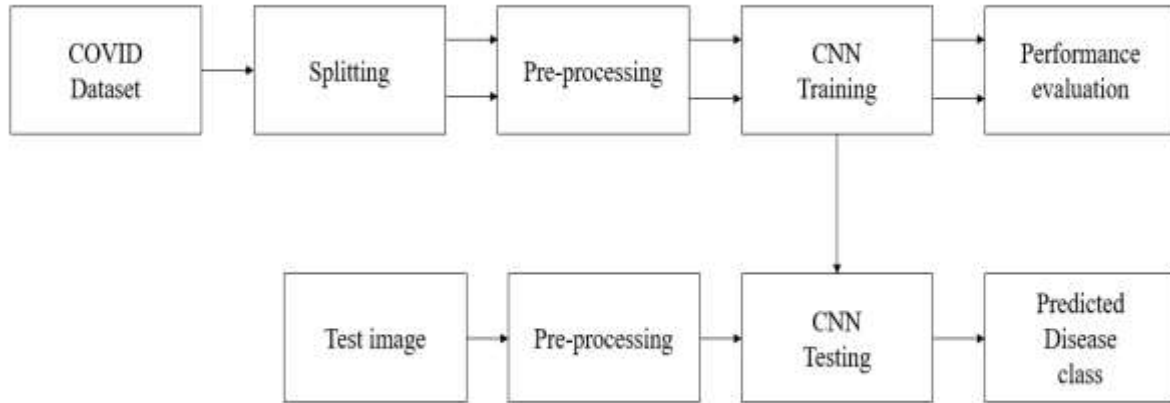 COVID
Dataset
Splitting
Pre-processing
CNN
Training
Performance
evaluation
Test image
Pre-processing
CNN
Testing
Predicted
Disease
class